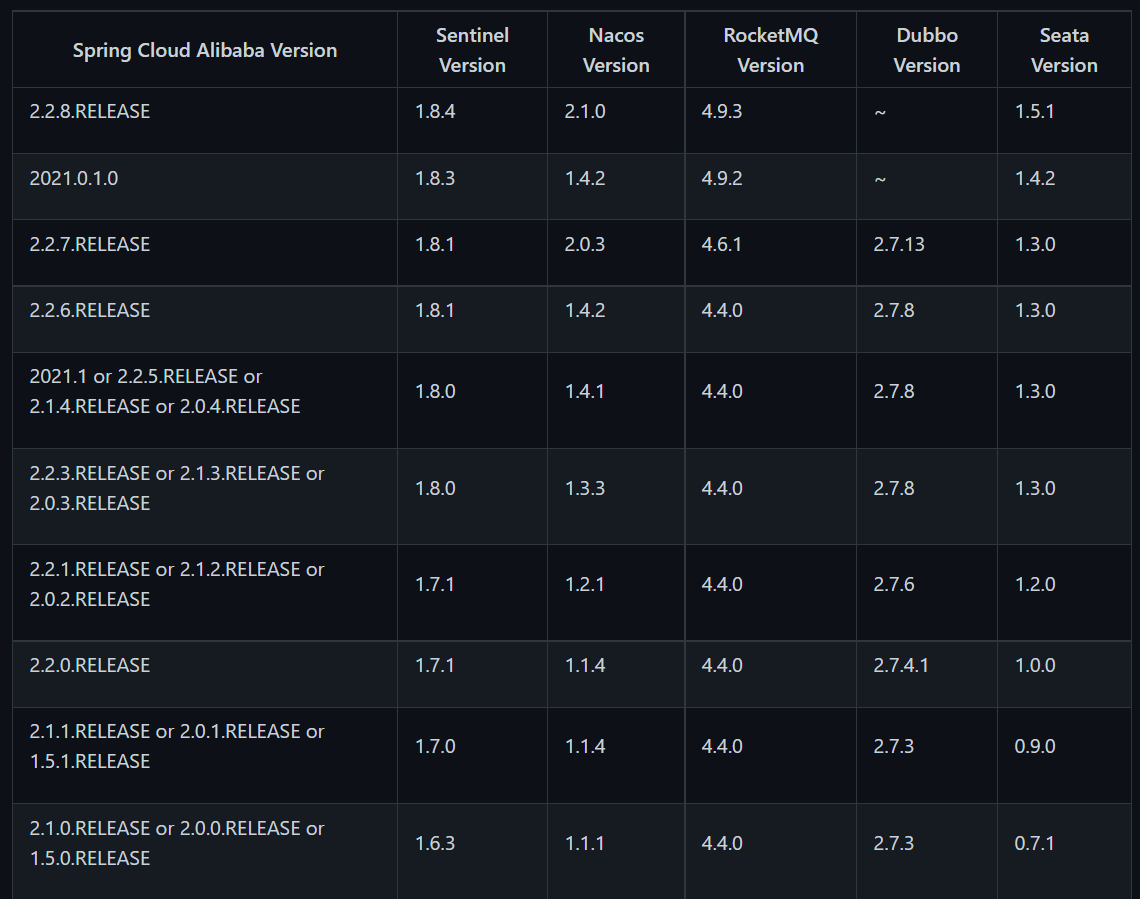 Spring Cloud Alibaba Version
Sentinel
Version
Nacos
Version
RocketMQ
Version
Dubbo
Version
Seata
Version
2.2.8.RELEASE 1.8.4 2.1.0 4.9.3 ~ 1.5.1
2021.0.1.0 1.8.3 1.4.2 4.9.2 ~ 1.4.2
2.2.7.RELEASE 1.8.1 2.0.3 4.6.1 2.7.13 1.3.0
2.2.6.RELEASE 1.8.1 1.4.2 4.4.0 2.7.8 1.3.0
2021.1 or 2.2.5.RELEASE or
2.1.4.RELEASE or 2.0.4.RELEASE
1.8.0 1.4.1 4.4.0 2.7.8 1.3.0
2.2.3.RELEASE or 2.1.3.RELEASE or
2.0.3.RELEASE
1.8.0 1.3.3 4.4.0 2.7.8 1.3.0
2.2.1.RELEASE or 2.1.2.RELEASE or
2.0.2.RELEASE
1.7.1 1.2.1 4.4.0 2.7.6 1.2.0
2.2.0.RELEASE 1.7.1 1.1.4 4.4.0 2.7.4.1 1.0.0
2.1.1.RELEASE or 2.0.1.RELEASE or
1.5.1.RELEASE
1.7.0 1.1.4 4.4.0 2.7.3 0.9.0
2.1.0.RELEASE or 2.0.0.RELEASE or
1.5.0.RELEASE
1.6.3 1.1.1 4.4.0 2.7.3 0.7.1